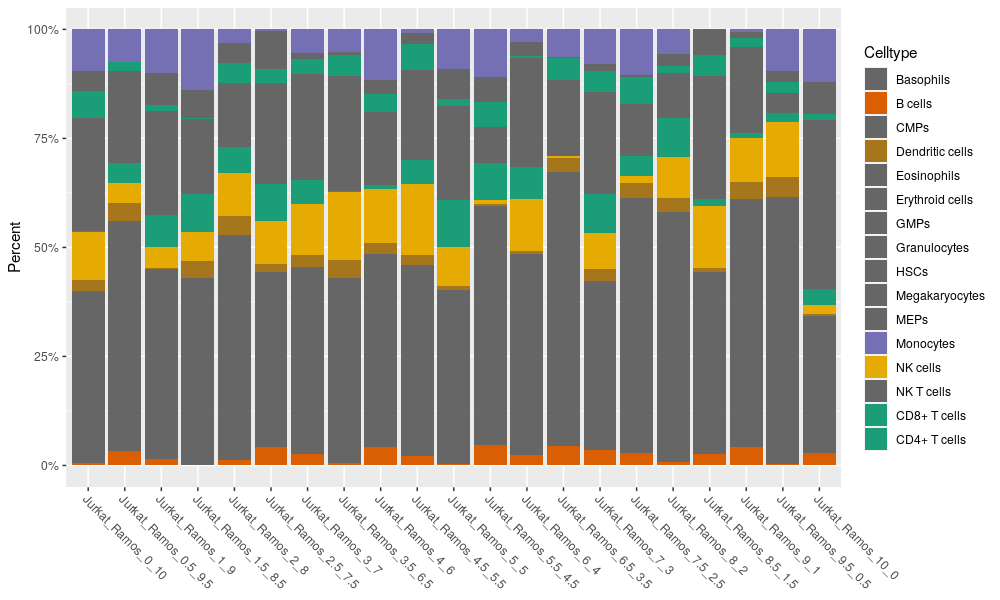 100%
75%
50%
25%
0%
Percent
Jurkat_Ramos_0_10
Jurkat_Ramos_0.5_9.5
Jurkat_Ramos_1_9
Jurkat_Ramos_1.5_8.5
Jurkat_Ramos_2_8
Jurkat_Ramos_2.5_7.5
Jurkat_Ramos_3_7
Jurkat_Ramos_3.5_6.5
Jurkat_Ramos_4_6
Jurkat_Ramos_4.5_5.5
Jurkat_Ramos_5_5
Jurkat_Ramos_5.5_4.5
Jurkat_Ramos_6_4
Jurkat_Ramos_6.5_3.5
Jurkat_Ramos_7_3
Jurkat_Ramos_7.5_2.5
Jurkat_Ramos_8_2
Jurkat_Ramos_8.5_1.5
Jurkat_Ramos_9_1
Jurkat_Ramos_9.5_0.5
Jurkat_Ramos_10_0
Celltype
Basophils
B cells
CMPs
Dendritic cells
Eosinophils
Erythroid cells
GMPs
Granulocytes
HSCs
Megakaryocytes
MEPs
Monocytes
NK cells
NK T cells
CD8+ T cells
CD4+ T cells